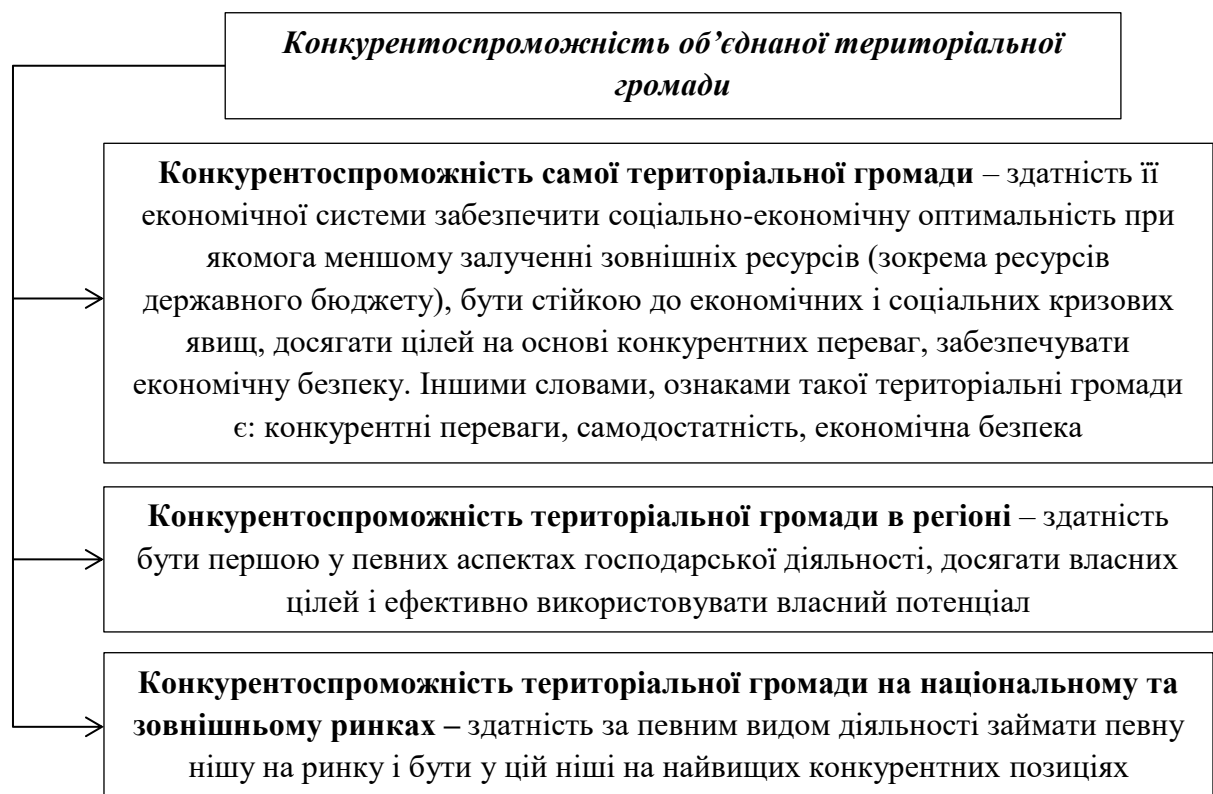 Конкурентоспроможність об’єднаної територіальної
громади
Конкурентоспроможність самої територіальної громади – здатність її
економічної системи забезпечити соціально-економічну оптимальність при
якомога меншому залученні зовнішніх ресурсів (зокрема ресурсів
державного бюджету), бути стійкою до економічних і соціальних кризових
явищ, досягати цілей на основі конкурентних переваг, забезпечувати
економічну безпеку. Іншими словами, ознаками такої територіальні громади
є: конкурентні переваги, самодостатність, економічна безпека
Конкурентоспроможність територіальної громади в регіоні – здатність
бути першою у певних аспектах господарської діяльності, досягати власних
цілей і ефективно використовувати власний потенціал
Конкурентоспроможність територіальної громади на національному та
зовнішньому ринках – здатність за певним видом діяльності займати певну
нішу на ринку і бути у цій ніші на найвищих конкурентних позиціях